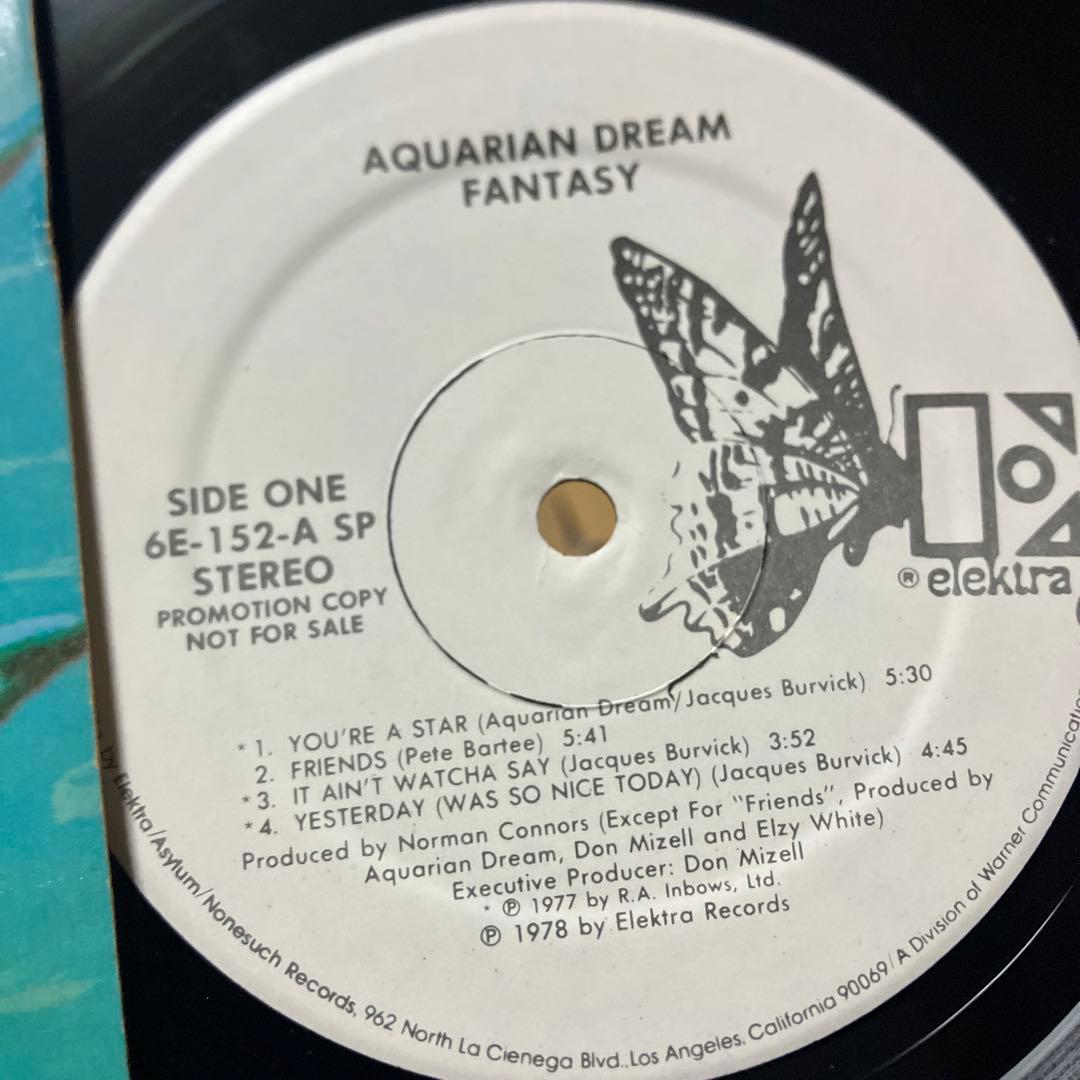 AQUARIAN DREAM
FANTASY
SIDE ONE
6E-152-A SP
STEREO
PROMOTION COPY
NOT FOR SALE
® elektra
* 1. YOU'RE A STAR (Aquarian Dream/Jacques Burvick) 5:30
2. FRIENDS (Pete Bartee) 5:41
* 3. IT AIN'T WATCHA SAY (Jacques Burvick) 3:52
* 4. YESTERDAY (WAS SO NICE TODAY) (Jacques Burvick) 4:45
Produced by Norman Connors (Except For "Friends", Produced by
Aquarian Dream, Don Mizell and Elzy White)
Executive Producer: Don Mizell
* ℗ 1977 by R.A. Inbows, Ltd.
℗ 1978 by Elektra Records
by Elektra/Asylum/Nonesuch Records, 962 North La Cienega Blvd., Los Angeles, California 90069/A Division of Warner